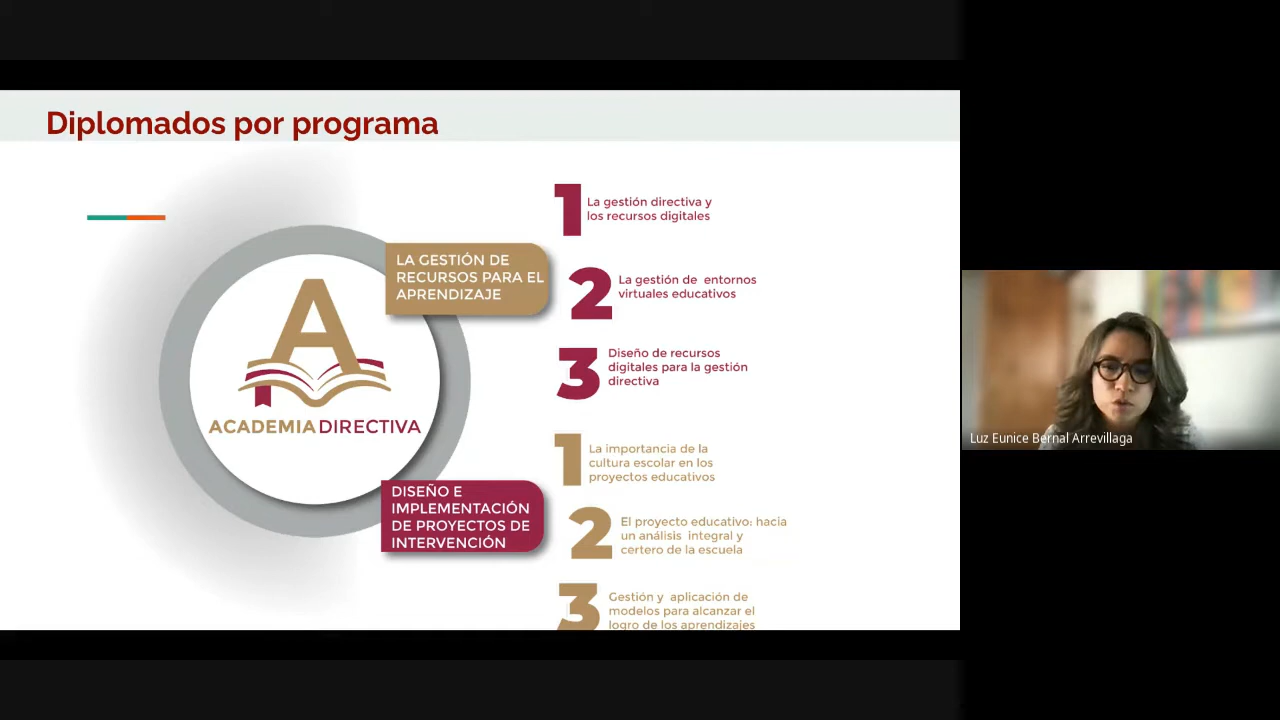 Diplomados por programa
LA GESTIÓN DE
RECURSOS PARA EL
APRENDIZAJE
1
La gestión directiva y
los recursos digitales
2
La gestión de entornos
virtuales educativos
3
Diseño de recursos
digitales para la gestión
directiva
A
ACADEMIA DIRECTIVA
DISEÑO E
IMPLEMENTACIÓN
DE PROYECTOS DE
INTERVENCIÓN
1
La importancia de la
cultura escolar en los
proyectos educativos
2
El proyecto educativo: hacia
un análisis integral y
certero de la escuela
3
Gestión y aplicación de
modelos para alcanzar el
logro de los aprendizajes
Luz Eunice Bernal Arrevillaga